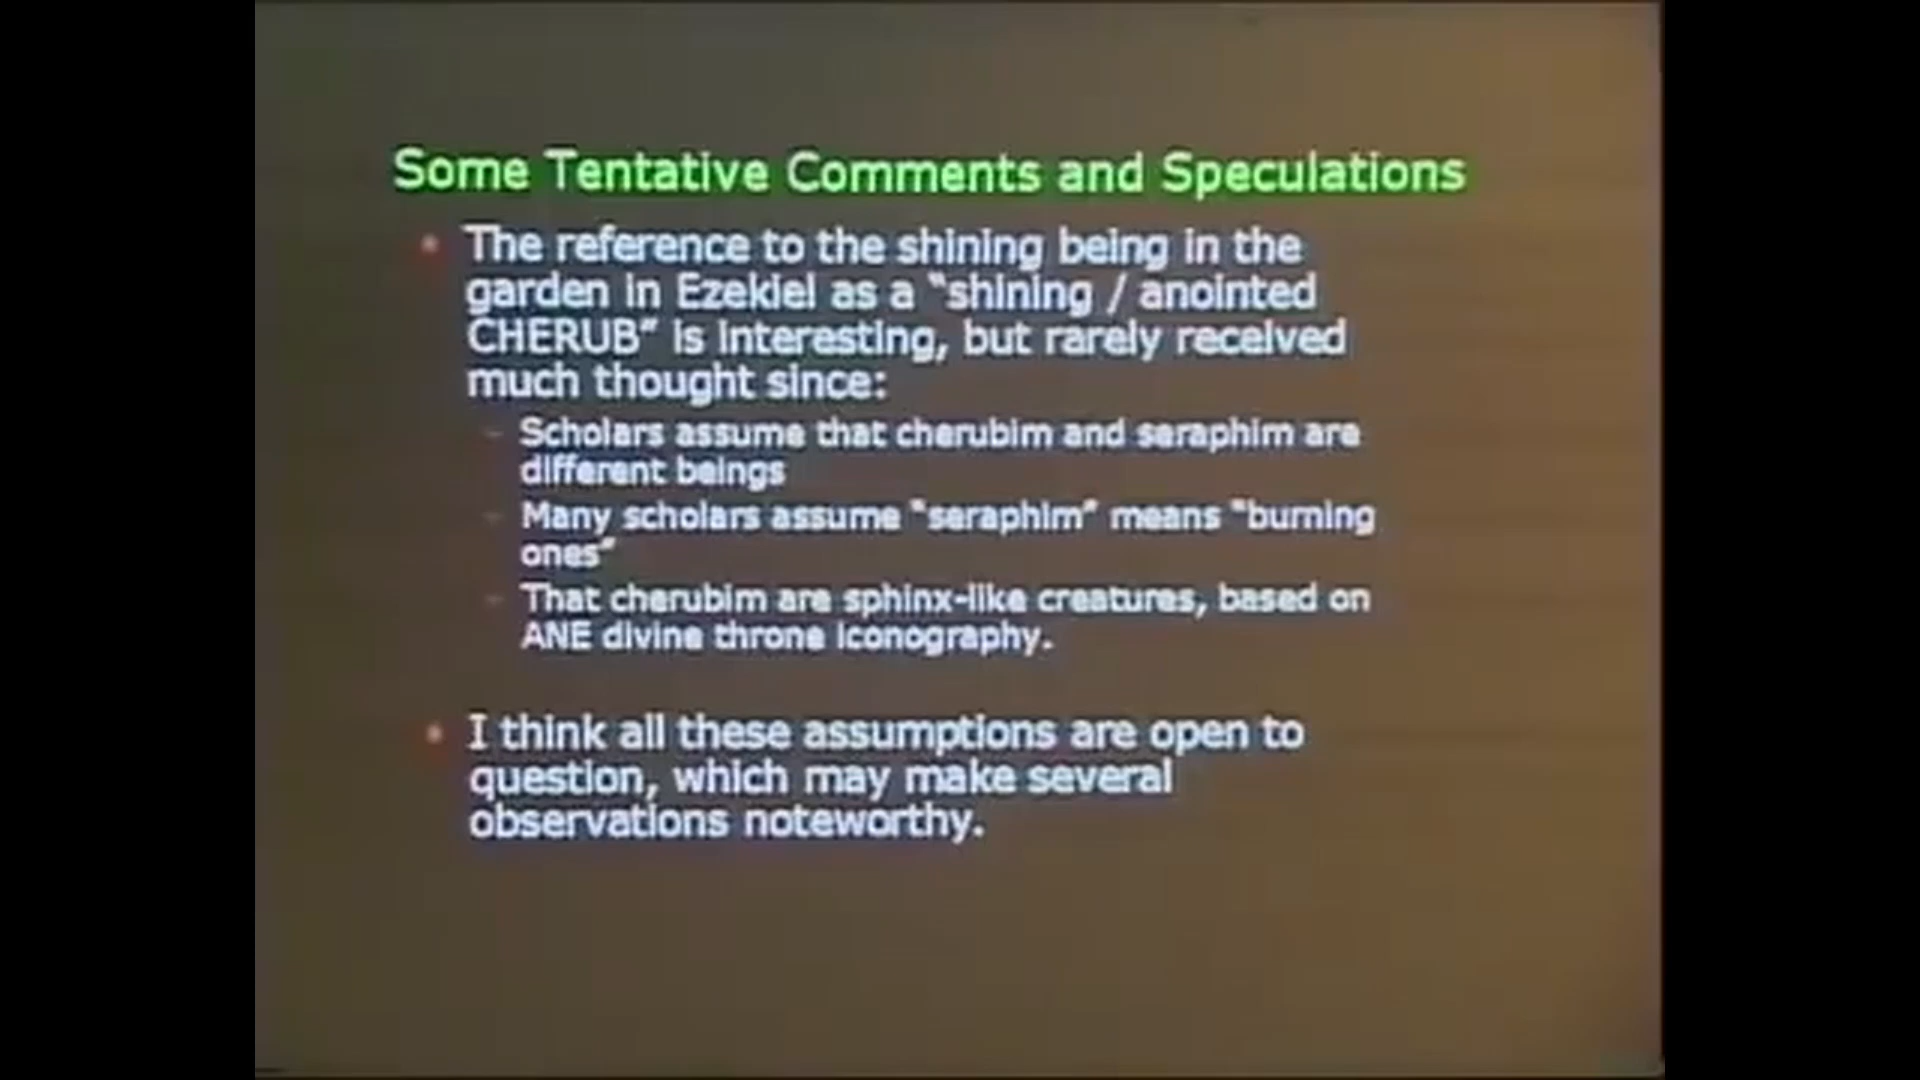 Some Tentative Comments and Speculations
• The reference to the shining being in the
garden in Ezekiel as a “shining / anointed
CHERUB” is interesting, but rarely received
much thought since:
– Scholars assume that cherubim and seraphim are
different beings
– Many scholars assume “seraphim” means “burning
ones”
– That cherubim are sphinx-like creatures, based on
ANE divine throne iconography.
• I think all these assumptions are open to
question, which may make several
observations noteworthy.